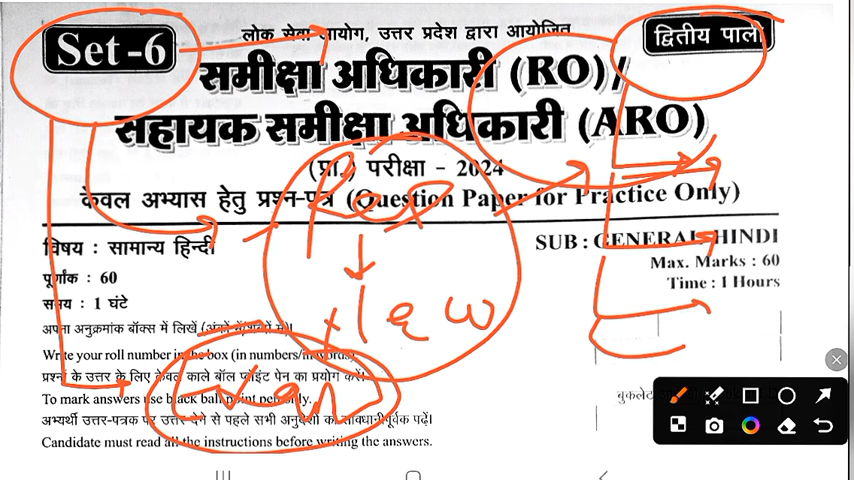 लोक सेवा आयोग, उत्तर प्रदेश द्वारा आयोजित
Set-6
द्वितीय पाली
समीक्षा अधिकारी (RO)/
सहायक समीक्षा अधिकारी (ARO)
(प्रा.) परीक्षा - 2024
केवल अभ्यास हेतु प्रश्न-पत्र (Question Paper for Practice Only)
विषय : सामान्य हिन्दी
SUB : GENERAL HINDI
पूर्णांक : 60
Max. Marks : 60
समय : 1 घंटे
Time : 1 Hours
अपना अनुक्रमांक बॉक्स में लिखें (अंकों में/शब्दों में)।
Write your roll number in the box (in numbers/in words)
प्रश्नों के उत्तर के लिए केवल काले बॉल प्वोइंट पेन का प्रयोग करें।
To mark answers use black ball point pen only.
बुकलेट
अभ्यर्थी उत्तर-पत्रक पर उत्तर देने से पहले सभी अनुदेशों को सावधानीपूर्वक पढ़ें।
Candidate must read all the instructions before writing the answers.